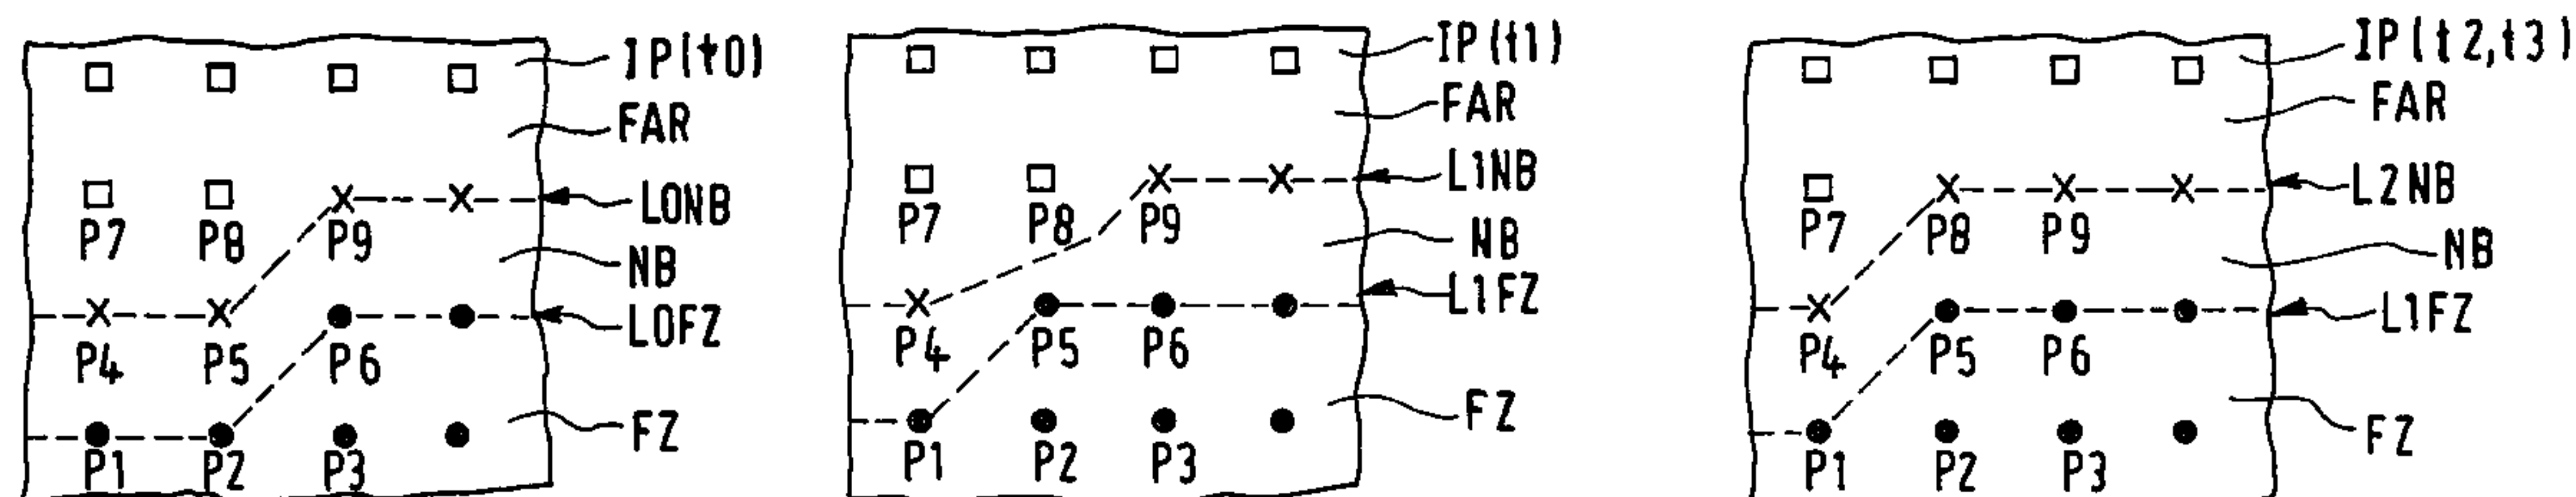 IP(t0)
FAR
L0NB
P7 P8 P9
NB
L0FZ
P4 P5 P6
FZ
P1 P2 P3
IP(t1)
FAR
L1NB
P7 P8 P9
NB
L1FZ
P4 P5 P6
FZ
P1 P2 P3
IP(t2,t3)
FAR
L2NB
P7 P8 P9
NB
L1FZ
P4 P5 P6
FZ
P1 P2 P3